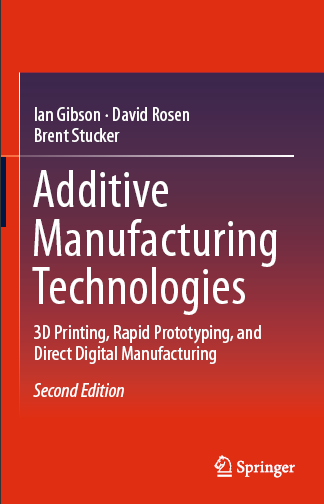 Ian Gibson · David Rosen
Brent Stucker
Additive
Manufacturing
Technologies
3D Printing, Rapid Prototyping, and
Direct Digital Manufacturing
Second Edition
Springer